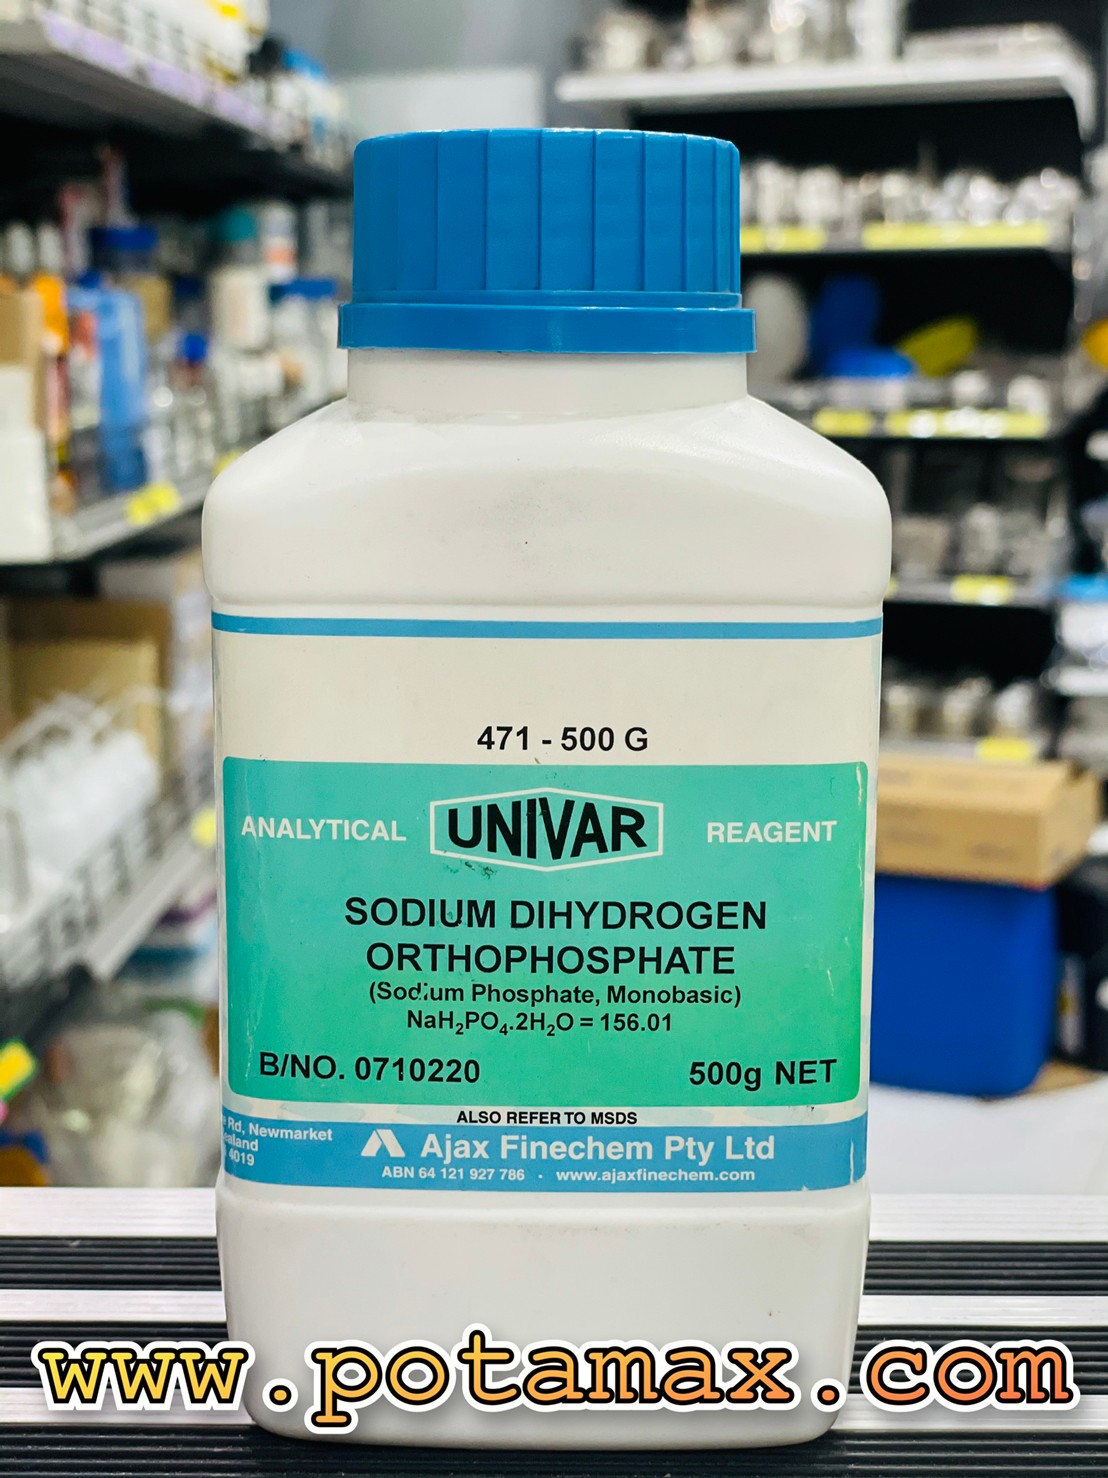 471 - 500 G
ANALYTICAL UNIVAR REAGENT
SODIUM DIHYDROGEN
ORTHOPHOSPHATE
(Sodium Phosphate, Monobasic)
NaH₂PO₄.2H₂O = 156.01
B/NO. 0710220 500g NET
ALSO REFER TO MSDS
Rd, Newmarket
4019
Ajax Finechem Pty Ltd
ABN 64 121 927 786 · www.ajaxfinechem.com
www.potamax.com